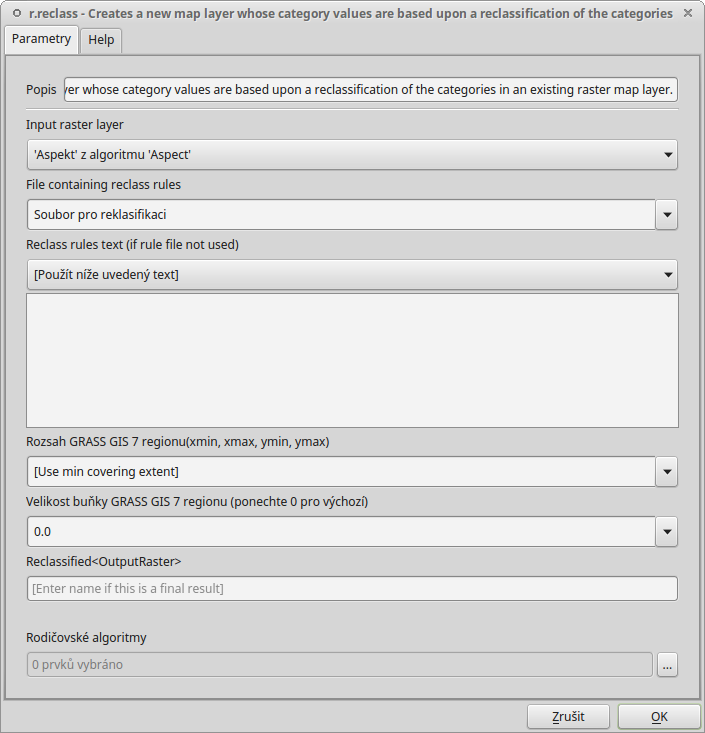 r.reclass - Creates a new map layer whose category values are based upon a reclassification of the categories
Parametry Help
Popis yer whose category values are based upon a reclassification of the categories in an existing raster map layer.
Input raster layer
'Aspekt' z algoritmu 'Aspect'
File containing reclass rules
Soubor pro reklasifikaci
Reclass rules text (if rule file not used)
[Použít níže uvedený text]
Rozsah GRASS GIS 7 regionu(xmin, xmax, ymin, ymax)
[Use min covering extent]
Velikost buňky GRASS GIS 7 regionu (ponechte 0 pro výchozí)
0.0
Reclassified<OutputRaster>
[Enter name if this is a final result]
Rodičovské algoritmy
0 prvků vybráno ...
Zrušit OK